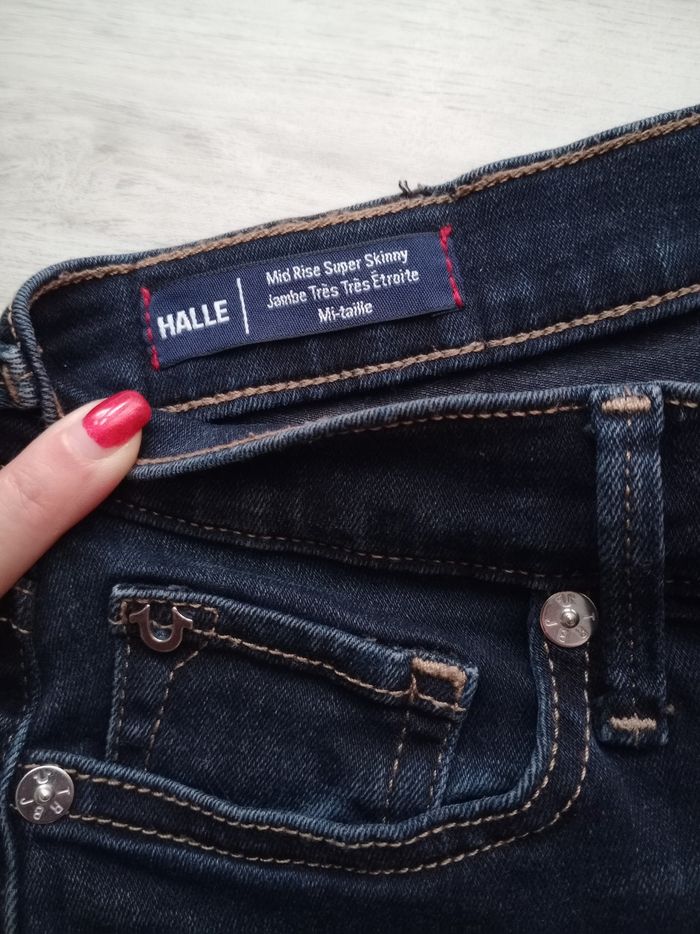 HALLE
Mid Rise Super Skinny
Jambe Très Très Étroite
Mi-taille